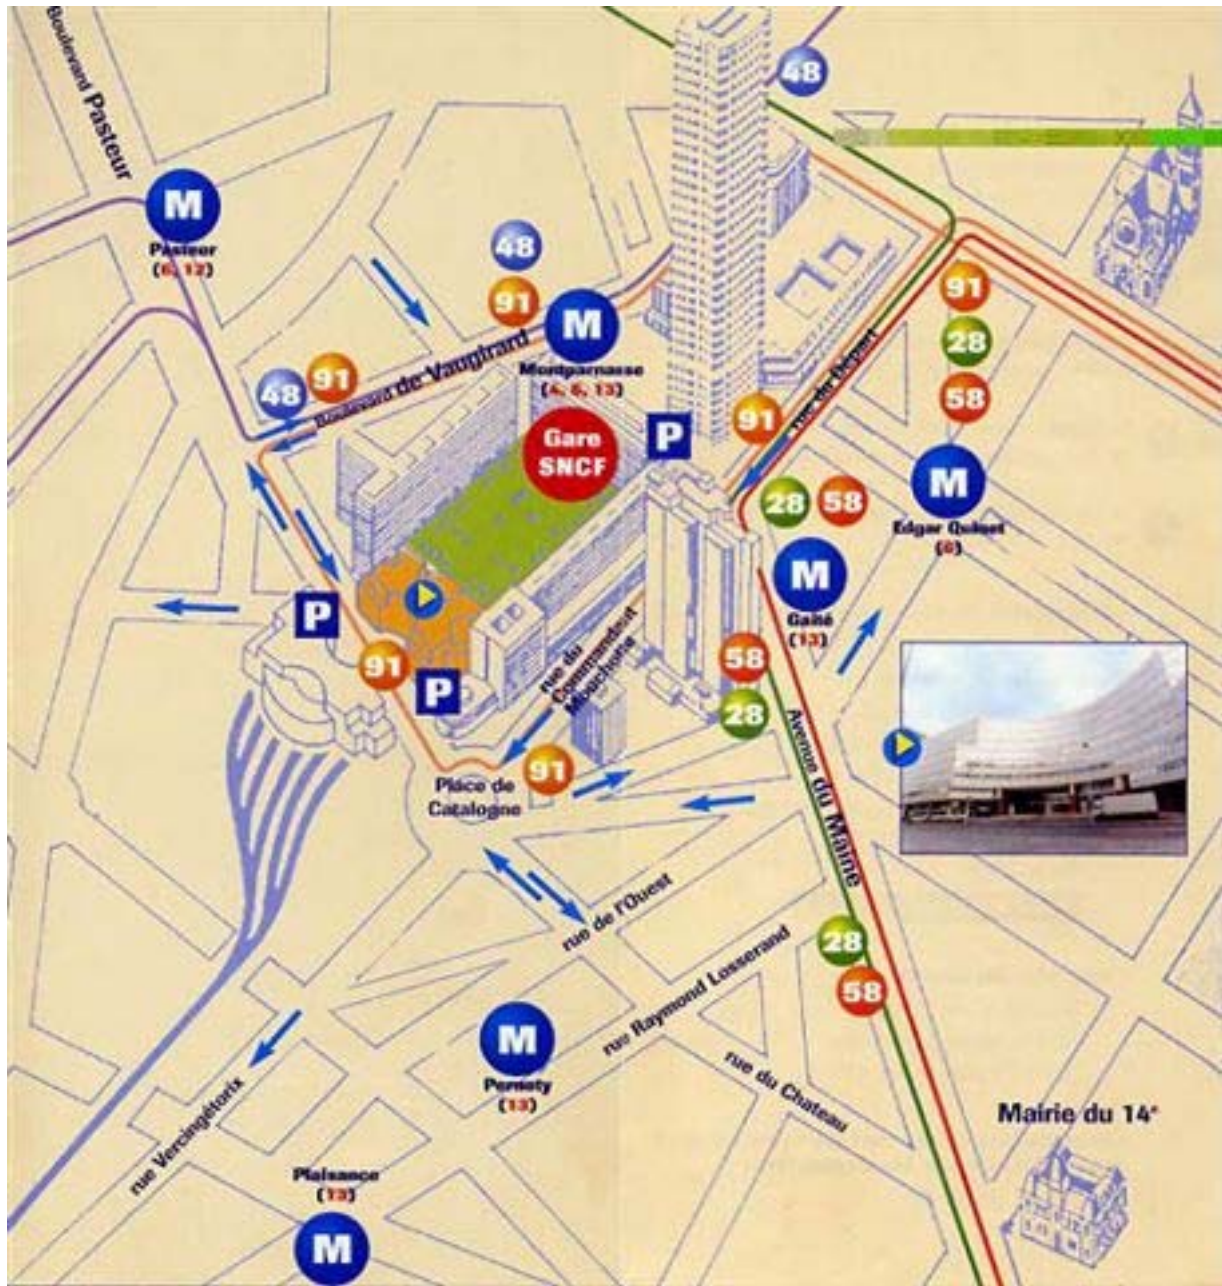 Boulevard Pasteur
48
M
Pasteur
(6, 12)
48
91
M
Montparnasse
(4, 6, 13)
91
28
58
48
91
Boulevard de Vaugirard
Gare
SNCF
P
91
rue du Départ
M
Edgar Quinet
(6)
28
58
M
Gaîté
(13)
P
91
P
rue du
Commandant
Mouchotte
58
28
91
Place de
Catalogne
Avenue du Maine
rue de l'Ouest
28
58
rue Raymond Losserand
M
Pernety
(13)
rue du Chateau
rue Vercingétorix
Mairie du 14e
Plaisance
(13)
M